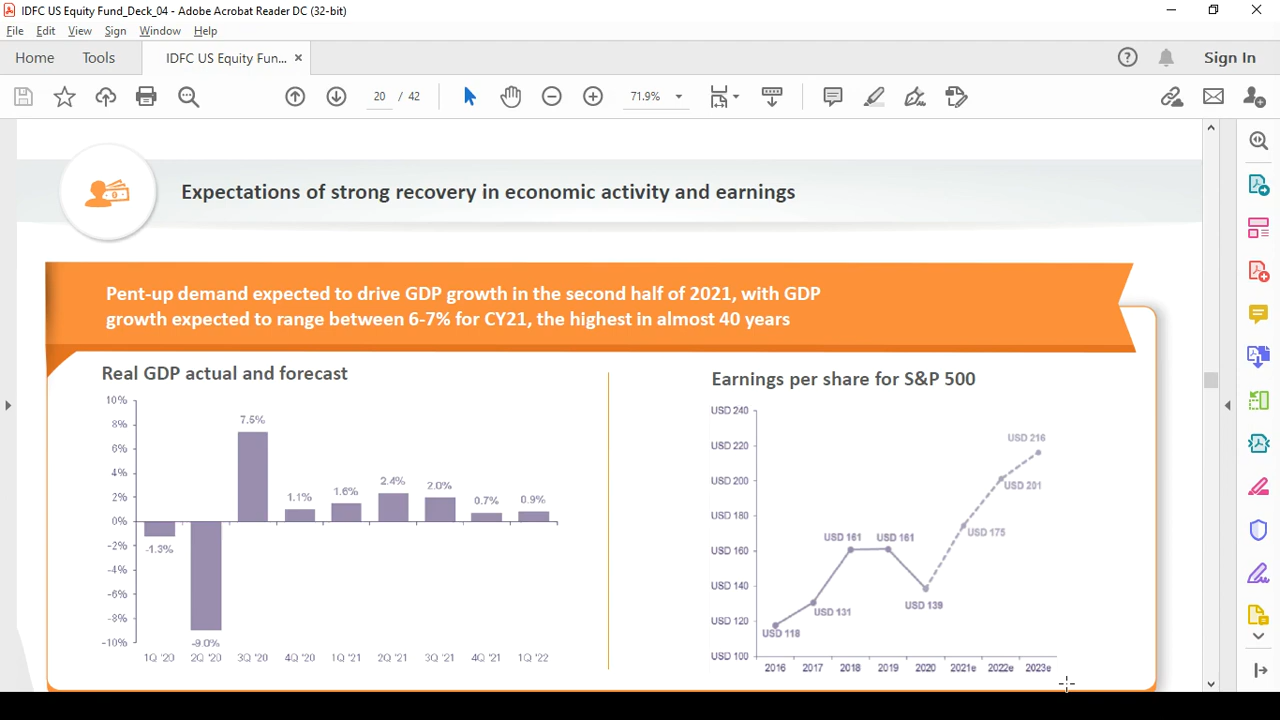 IDFC US Equity Fund_Deck_04 - Adobe Acrobat Reader DC (32-bit)
File Edit View Sign Window Help
Home Tools IDFC US Equity Fun... × Sign In
20 / 42 71.9%
Expectations of strong recovery in economic activity and earnings
Pent-up demand expected to drive GDP growth in the second half of 2021, with GDP
growth expected to range between 6-7% for CY21, the highest in almost 40 years
Real GDP actual and forecast
10%
8%
6%
4%
2%
0%
-2%
-4%
-6%
-8%
-10%
-1.3%
-9.0%
7.5%
1.1%
1.6%
2.4%
2.0%
0.7%
0.9%
1Q '20 2Q '20 3Q '20 4Q '20 1Q '21 2Q '21 3Q '21 4Q '21 1Q '22
Earnings per share for S&P 500
USD 240
USD 220
USD 200
USD 180
USD 160
USD 140
USD 120
USD 100
USD 118
USD 131
USD 161
USD 161
USD 139
USD 175
USD 201
USD 216
2016 2017 2018 2019 2020 2021e 2022e 2023e